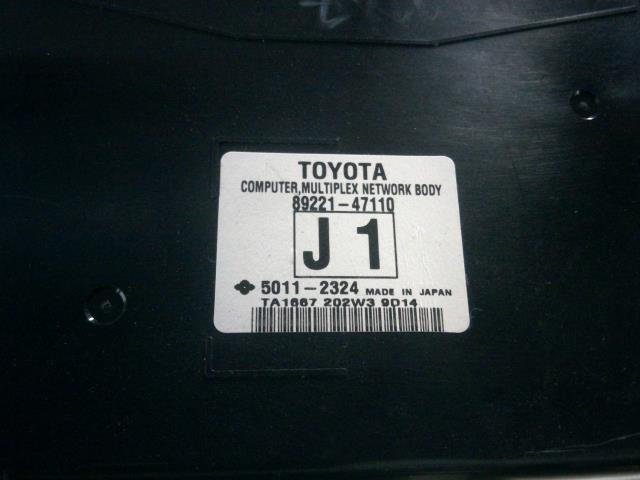 TOYOTA
COMPUTER,MULTIPLEX NETWORK BODY
89221-47110
J 1
5011-2324 MADE IN JAPAN
TA1667 202W3 9D14